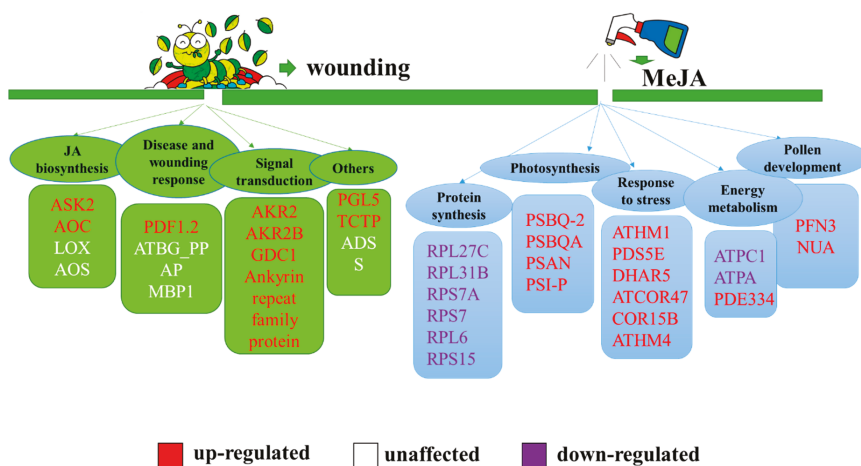 wounding
MeJA
JA
biosynthesis
Disease and
wounding
response
Signal
transduction
Others
Photosynthesis
Pollen
development
Protein
synthesis
Response
to stress
Energy
metabolism
ASK2
AOC
LOX
AOS
PDF1.2
ATBG_PP
AP
MBP1
AKR2
AKR2B
GDC1
Ankyrin
repeat
family
protein
PGL5
TCTP
ADS
S
RPL27C
RPL31B
RPS7A
RPS7
RPL6
RPS15
PSBQ-2
PSBQA
PSAN
PSI-P
ATHM1
PDS5E
DHAR5
ATCOR47
COR15B
ATHM4
ATPC1
ATPA
PDE334
PFN3
NUA
up-regulated
unaffected
down-regulated